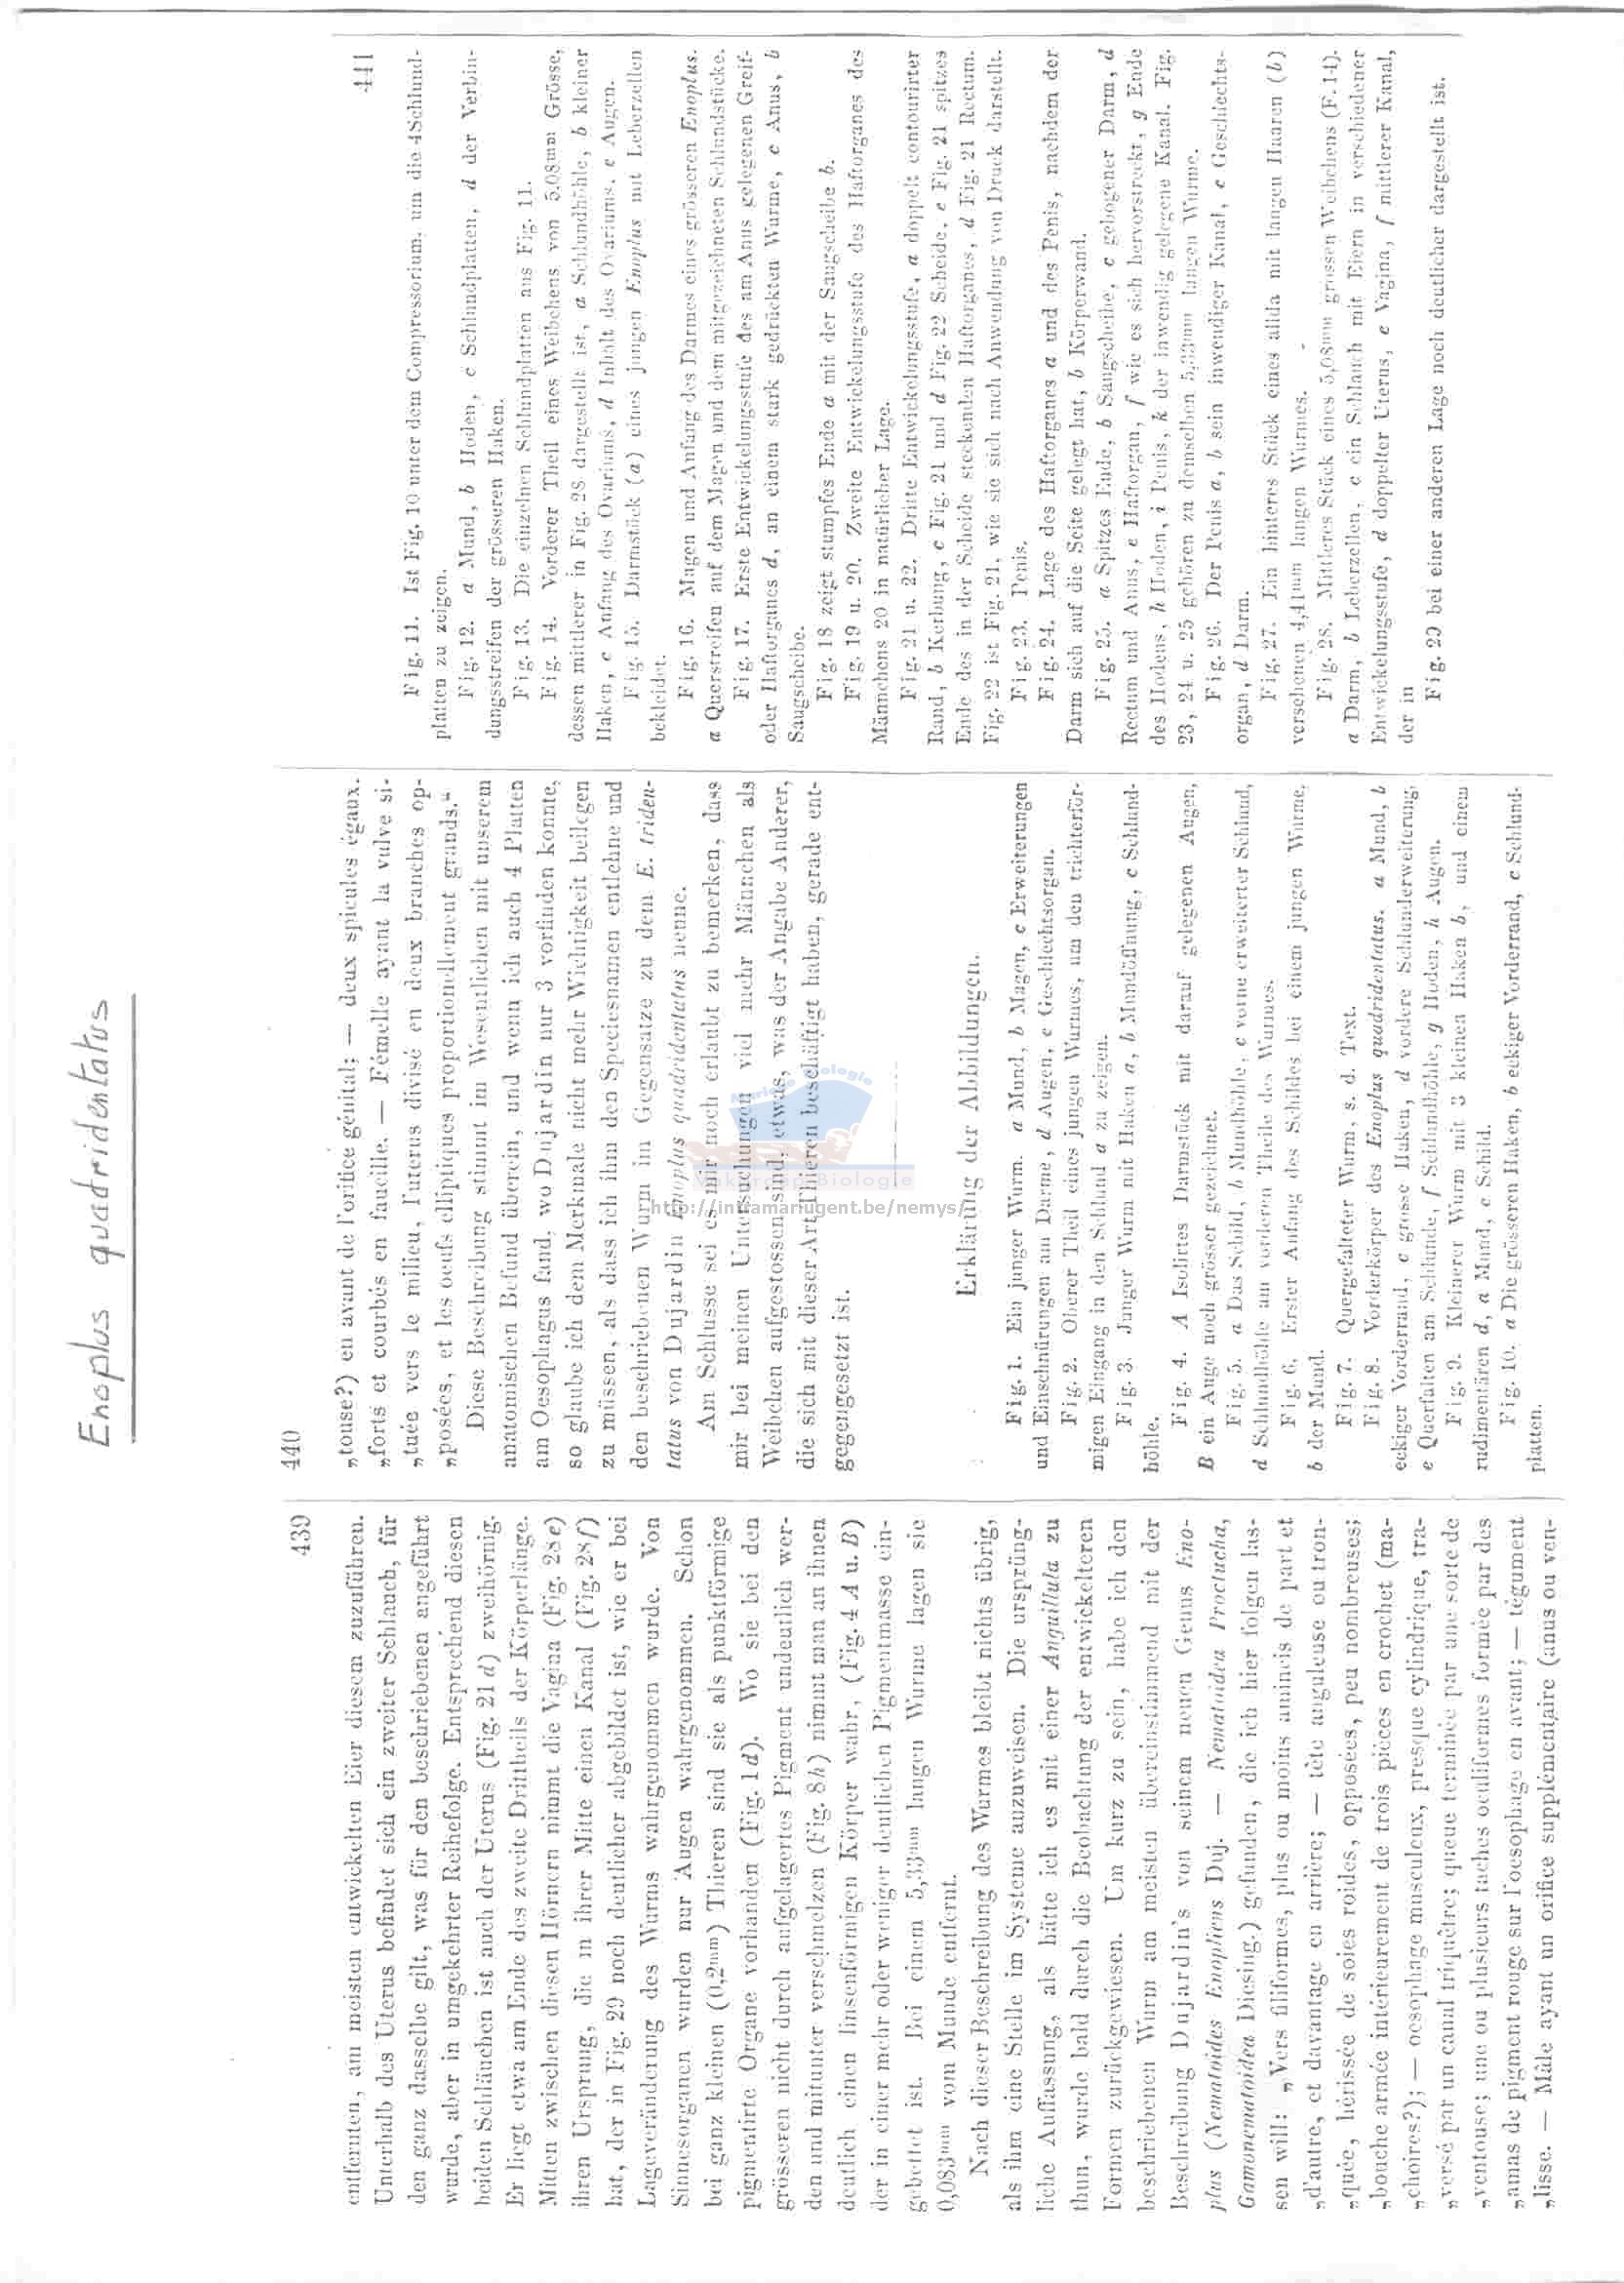 Enoplus quadridentatus
439
entfernten, am meisten entwickelten Eier diesem zuzuführen.
Unterhalb des Uterus befindet sich ein zweiter Schlauch, für
den ganz dasselbe gilt, was für den beschriebenen angeführt
wurde, aber in umgekehrter Reihefolge. Entsprechend diesen
beiden Schläuchen ist auch der Uterus (Fig. 21 d) zweihörnig.
Er liegt etwa am Ende des zweite Drittheils der Körperlänge.
Mitten zwischen diesen Hörnern nimmt die Vagina (Fig. 28 e)
ihren Ursprung, die in ihrer Mitte einen Kanal (Fig. 28 f)
hat, der in Fig. 29 noch deutlicher abgebildet ist, wie er bei
Lageveränderung des Wurms wahrgenommen wurde. Von
Sinnesorganen wurden nur Augen wahrgenommen. Schon
bei ganz kleinen (0,2mm) Thieren sind sie als punktförmige
pigmentirte Organe vorhanden (Fig. 1 d). Wo sie bei den
grösseren nicht durch aufgelagertes Pigment undeutlich wer-
den und mitunter verschmelzen (Fig. 8 h) nimmt man an ihnen
deutlich einen linsenförmigen Körper wahr, (Fig. 4 A u. B)
der in einer mehr oder weniger deutlichen Pigmentmasse ein-
gebettet ist. Bei einem 5,33mm langen Wurme lagen sie
0,083mm vom Munde entfernt.
Nach dieser Beschreibung des Wurmes bleibt nichts übrig,
als ihm eine Stelle im Systeme anzuweisen. Die ursprüng-
liche Auffassung, als hätte ich es mit einer Anguillula zu
thun, wurde bald durch die Beobachtung der entwickelteren
Formen zurückgewiesen. Um kurz zu sein, habe ich den
beschriebenen Wurm am meisten übereinstimmend mit der
Beschreibung Dujardin's von seinem neuen Genus Eno-
plus (Nematoides Enopliens Duj. — Nematoidea Proctucha,
Gamonematoidea Diesing.) gefunden, die ich hier folgen las-
sen will: „Vers filiformes, plus ou moins amincis de part et
„d'autre, et davantage en arrière; — tête anguleuse ou tron-
„quée, hérissée de soies roides, opposées, peu nombreuses;
„bouche armée intérieurement de trois pièces en crochet (ma-
„choires?); — oesophage musculeux, presque cylindrique, tra-
„versé par un canal triquètre; queue terminée par une sorte de
„ventouse; une ou plusieurs taches oculiformes formée par des
„amas de pigment rouge sur l'oesophage en avant; — tégument
„lisse. — Mâle ayant un orifice supplémentaire (anus ou ven-
440
„touse?) en avant de l'orifice génital; — deux spicules égaux,
„forts et courbés en faucille. — Fémelle ayant la vulve si-
„tuée vers le milieu, l'uterus divisé en deux branches op-
„posées, et les oeufs elliptiques proportionellement grands.“
Diese Beschreibung stimmt im Wesentlichen mit unserem
anatomischen Befund überein, und wenn ich auch 4 Platten
am Oesophagus fand, wo Dujardin nur 3 vorfinden konnte,
so glaube ich dem Merkmale nicht mehr Wichtigkeit beilegen
zu müssen, als dass ich ihm den Speciesnamen entlehne und
den beschriebenen Wurm im Gegensatze zu dem E. triden-
tatus von Dujardin Enoplus quadridentatus nenne.
Am Schlusse sei es mir noch erlaubt zu bemerken, dass
mir bei meinen Untersuchungen viel mehr Männchen als
Weibchen aufgestossen sind, etwas, was der Angabe Anderer,
die sich mit dieser Art Thieren beschäftigt haben, gerade ent-
gegengesetzt ist.
Erklärung der Abbildungen.
Fig. 1. Ein junger Wurm. a Mund, b Magen, c Erweiterungen
und Einschnürungen am Darme, d Augen, e Geschlechtsorgan.
Fig. 2. Oberer Theil eines jungen Wurmes, um den trichterför-
migen Eingang in den Schlund a zu zeigen.
Fig. 3. Junger Wurm mit Haken a, b Mundöffnung, c Schlund-
höhle.
Fig. 4. A Isolirtes Darmstück mit darauf gelegenen Augen,
B ein Auge noch grösser gezeichnet.
Fig. 5. a Das Schild, b Mundhöhle, c vorne erweiterter Schlund,
d Schlundhöhle am vorderen Theile des Wurmes.
Fig. 6. Erster Anfang des Schildes bei einem jungen Wurme,
b der Mund.
Fig. 7. Quergefalteter Wurm, s. d. Text.
Fig. 8. Vorderkörper des Enoplus quadridentatus. a Mund, b
eckiger Vorderrand, c grosse Haken, d vordere Schlunderweiterung,
e Querfalten am Schlunde, f Schlundhöhle, g Hoden, h Augen.
Fig. 9. Kleinerer Wurm mit 3 kleinen Haken b, und einem
rudimentären d, a Mund, c Schild.
Fig. 10. a Die grösseren Haken, b eckiger Vorderrand, c Schlund-
platten.
441
Fig. 11. Ist Fig. 10 unter dem Compressorium, um die 4 Schlund-
platten zu zeigen.
Fig. 12. a Mund, b Hoden, c Schlundplatten, d der Verbin-
dungsstreifen der grösseren Haken.
Fig. 13. Die einzelnen Schlundplatten aus Fig. 11.
Fig. 14. Vorderer Theil eines Weibchens von 5,08mm Grösse,
dessen mittlerer in Fig. 28 dargestellt ist, a Schlundhöhle, b kleiner
Haken, c Anfang des Ovariums, d Inhalt des Ovariums, e Augen.
Fig. 15. Darmstück (a) eines jungen Enoplus mit Leberzellen
bekleidet.
Fig. 16. Magen und Anfang des Darmes eines grösseren Enoplus.
a Querstreifen auf dem Magen und dem mitgezeichneten Schlundstücke.
Fig. 17. Erste Entwickelungsstufe des am Anus gelegenen Greif-
oder Haftorganes d, an einem stark gedrückten Wurme, c Anus, b
Saugscheibe.
Fig. 18 zeigt stumpfes Ende a mit der Saugscheibe b.
Fig. 19 u. 20. Zweite Entwickelungsstufe des Haftorganes des
Männchens 20 in natürlicher Lage.
Fig. 21 u. 22. Dritte Entwickelungsstufe, a doppelt contourirter
Rand, b Kerbung, c Fig. 21 und d Fig. 22 Scheide, e Fig. 21 spitzes
Ende des in der Scheide steckenden Haftorganes, d Fig. 21 Rectum.
Fig. 22 ist Fig. 21, wie sie sich nach Anwendung von Druck darstellt.
Fig. 23. Penis.
Fig. 24. Lage des Haftorganes a und des Penis, nachdem der
Darm sich auf die Seite gelegt hat, b Körperwand.
Fig. 25. a Spitzes Ende, b Saugscheibe, c gebogener Darm, d
Rectum und Anus, e Haftorgan, f wie es sich hervorstreckt, g Ende
des Hodens, h Hoden, i Penis, k der inwendig gelegene Kanal. Fig.
23, 24 u. 25 gehören zu demselben 5,33mm langen Wurme.
Fig. 26. Der Penis a, b sein inwendiger Kanal, c Geschlechts-
organ, d Darm.
Fig. 27. Ein hinteres Stück eines allda mit langen Haaren (b)
versehenen 4,41mm langen Wurmes.
Fig. 28. Mittleres Stück eines 5,08mm grossen Weibchens (F. 14).
a Darm, b Leberzellen, c ein Schlauch mit Eiern in verschiedener
Entwickelungsstufe, d doppelter Uterus, e Vagina, f mittlerer Kanal,
der in
Fig. 29 bei einer anderen Lage noch deutlicher dargestellt ist.
Mariene Biologie
Vakgroep Biologie